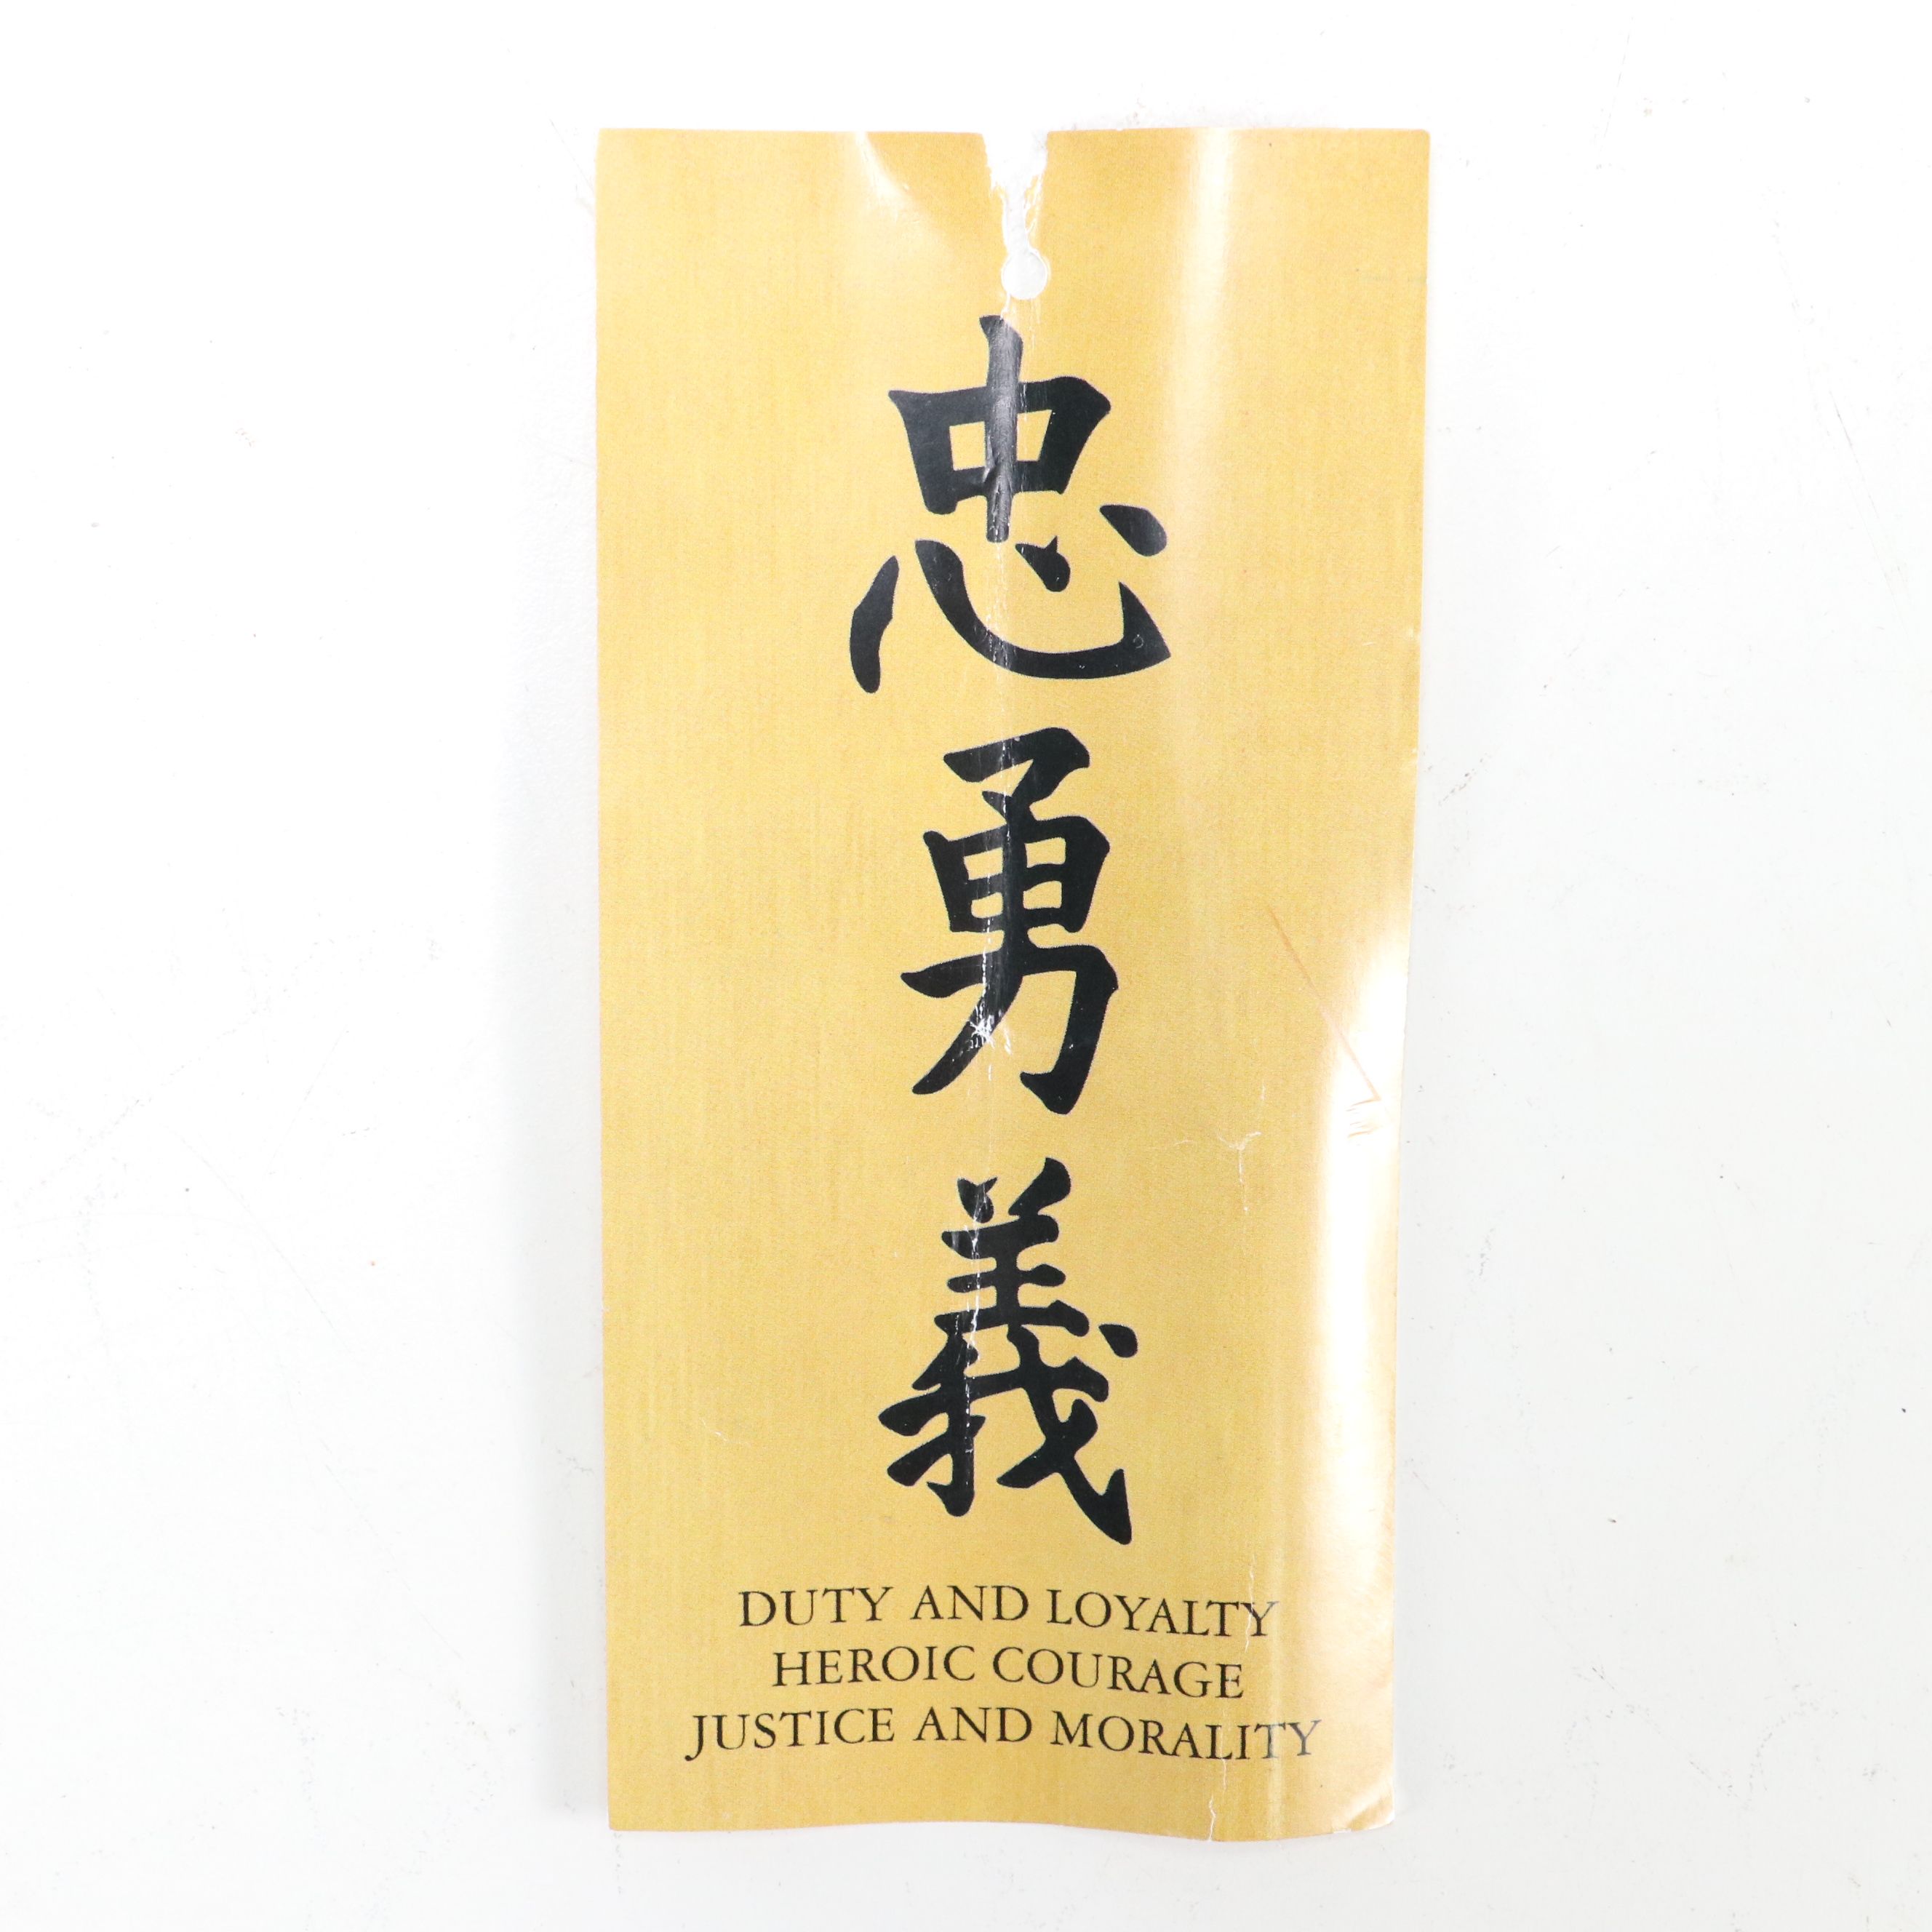 忠勇義
DUTY AND LOYALTY
HEROIC COURAGE
JUSTICE AND MORALITY